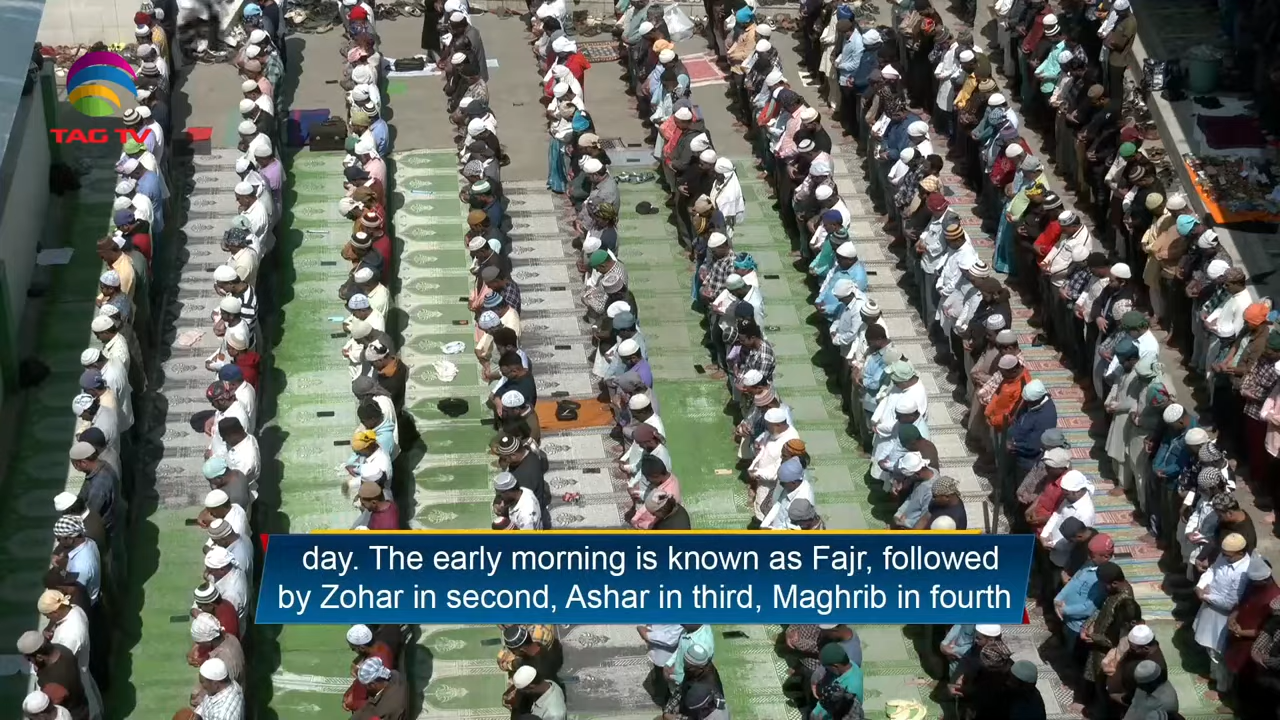 TAG TV
day. The early morning is known as Fajr, followed
by Zohar in second, Ashar in third, Maghrib in fourth